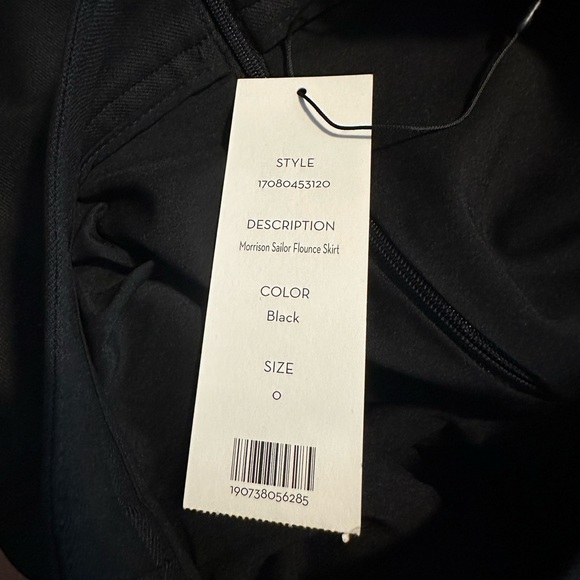 STYLE
17080453120
DESCRIPTION
Morrison Sailor Flounce Skirt
COLOR
Black
SIZE
0
190738056285